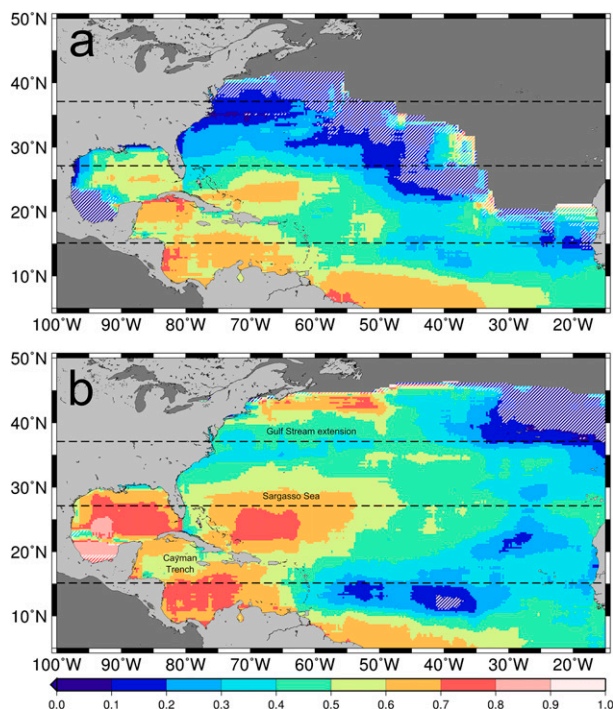 a
50˚N
40˚N
30˚N
20˚N
10˚N
100˚W 90˚W 80˚W 70˚W 60˚W 50˚W 40˚W 30˚W 20˚W
b
50˚N
40˚N
30˚N
20˚N
10˚N
Gulf Stream extension
Sargasso Sea
Cayman
Trench
100˚W 90˚W 80˚W 70˚W 60˚W 50˚W 40˚W 30˚W 20˚W
0.0 0.1 0.2 0.3 0.4 0.5 0.6 0.7 0.8 0.9 1.0